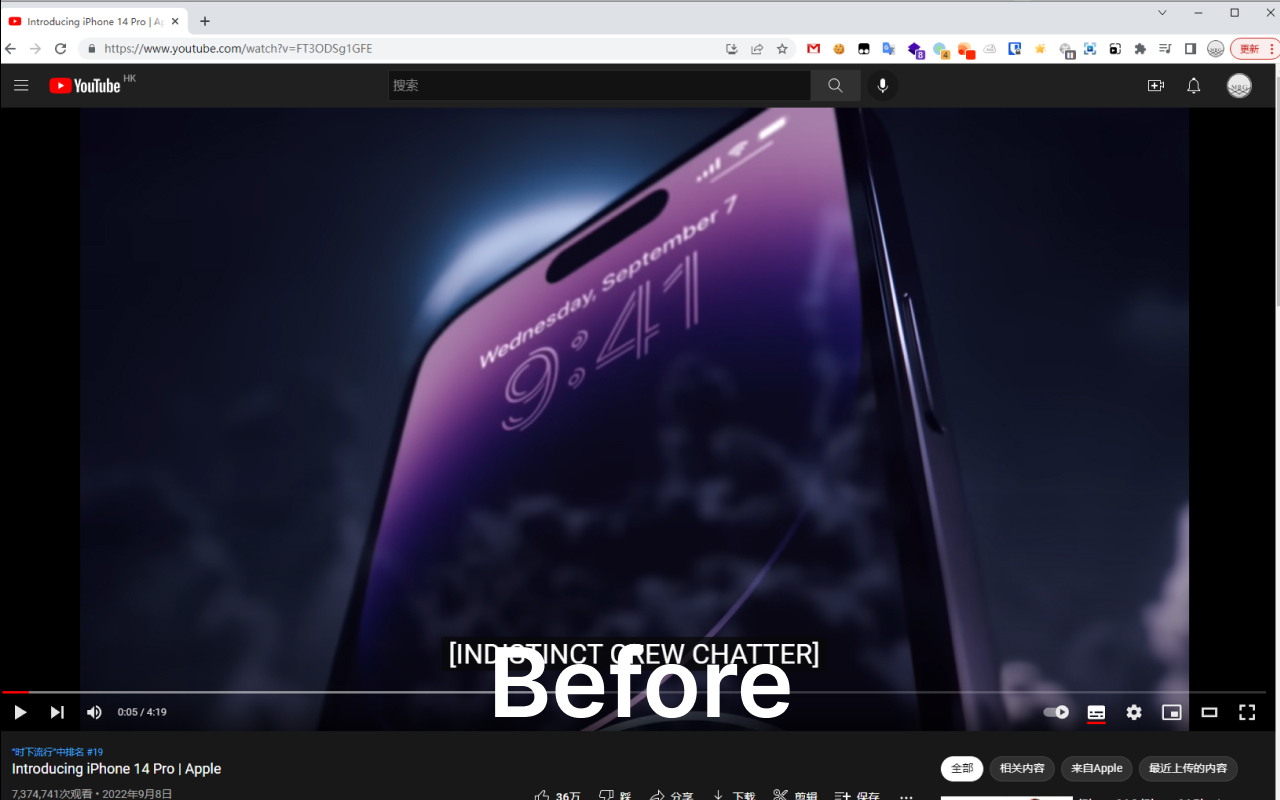 Introducing iPhone 14 Pro | Ap
https://www.youtube.com/watch?v=FT3ODSg1GFE
8
4
更新
YouTube HK
搜索
Wednesday, September 7
9:41
[INDISTINCT CREW CHATTER]
Before
0:05 / 4:19
"时下流行"中排名 #19
Introducing iPhone 14 Pro | Apple
全部
相关内容
来自Apple
最近上传的内容
7,374,741次观看 • 2022年9月8日
36万
踩
分享
下载
剪辑
保存